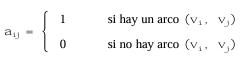 1 si hay un arco (vi, vj)
aij =
0 si no hay arco (vi, vj)